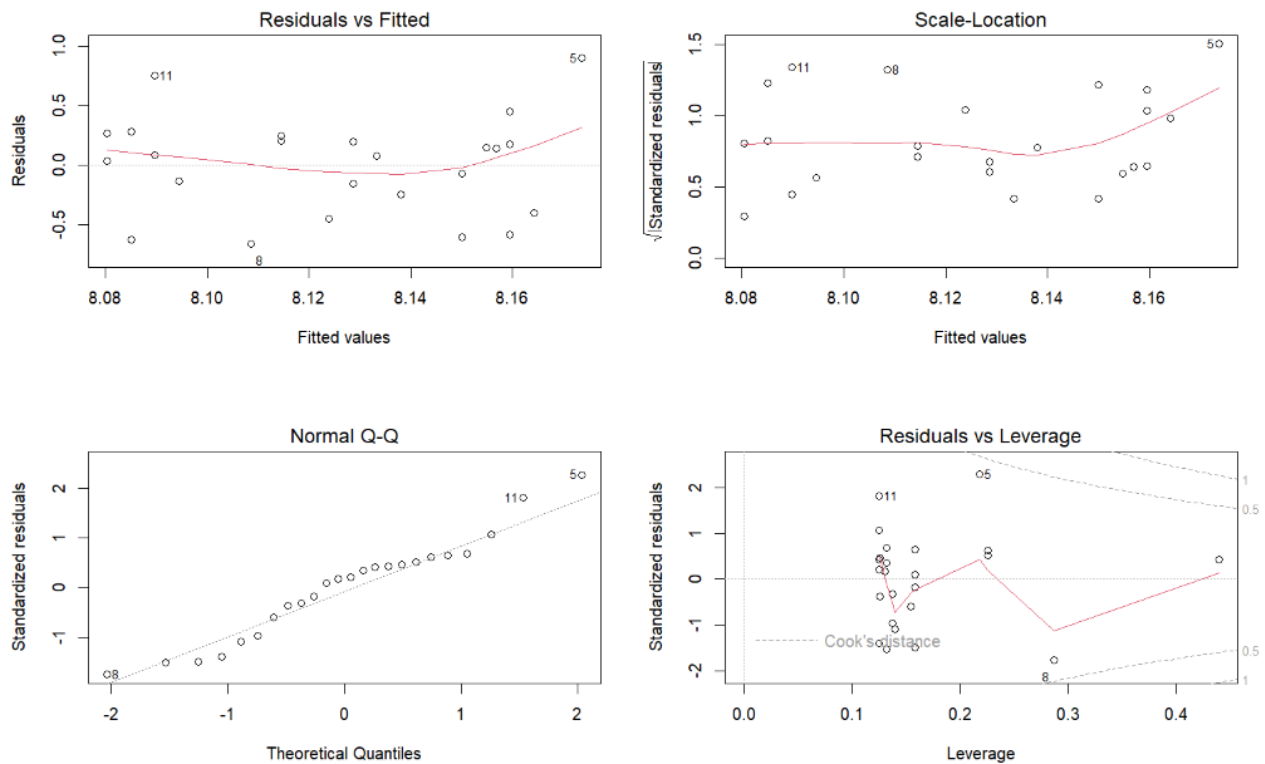 Residuals vs Fitted
Residuals
1.0
0.5
0.0
-0.5
5
11
8
8.08 8.10 8.12 8.14 8.16
Fitted values
Scale-Location
√|Standardized residuals|
1.5
1.0
0.5
0.0
5
11
8
8.08 8.10 8.12 8.14 8.16
Fitted values
Normal Q-Q
Standardized residuals
2
1
0
-1
5
11
8
-2 -1 0 1 2
Theoretical Quantiles
Residuals vs Leverage
Standardized residuals
2
1
0
-1
-2
5
11
8
1
0.5
0.5
1
Cook's distance
0.0 0.1 0.2 0.3 0.4
Leverage